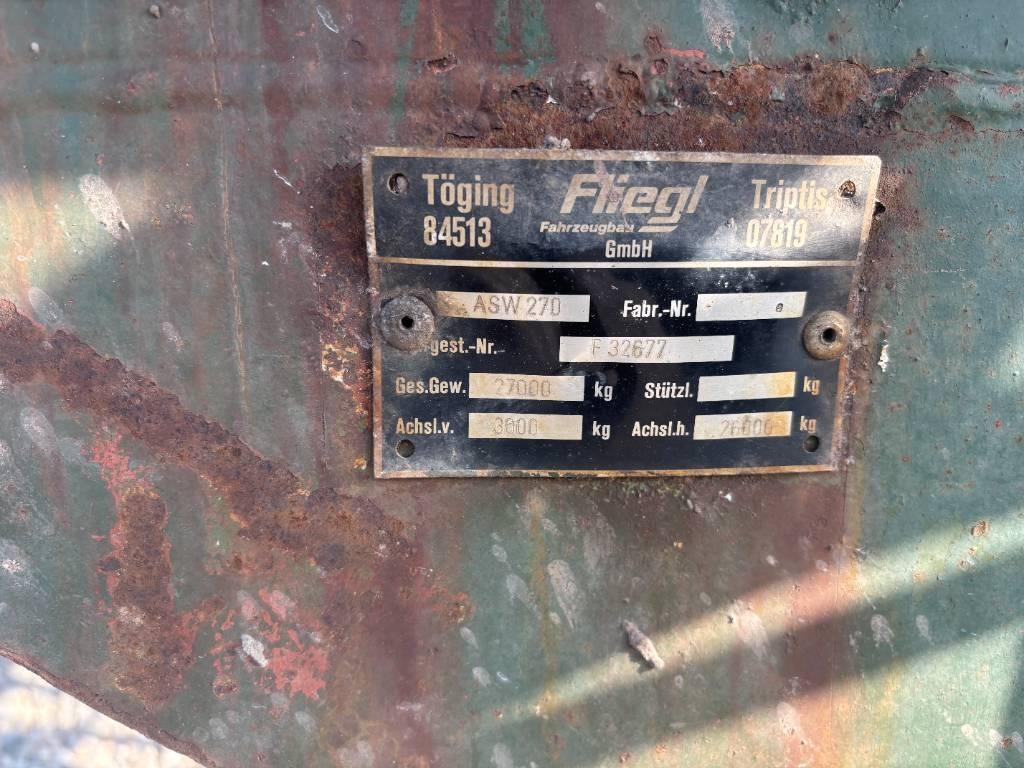 Töging Fliegl Triptis
84513 Fahrzeugbau 07819
GmbH
ASW 270 Fabr.-Nr.
gest.-Nr. F 32677
Ges.Gew. 27000 kg Stützl. kg
Achsl.v. 3000 kg Achsl.h. 26000 kg